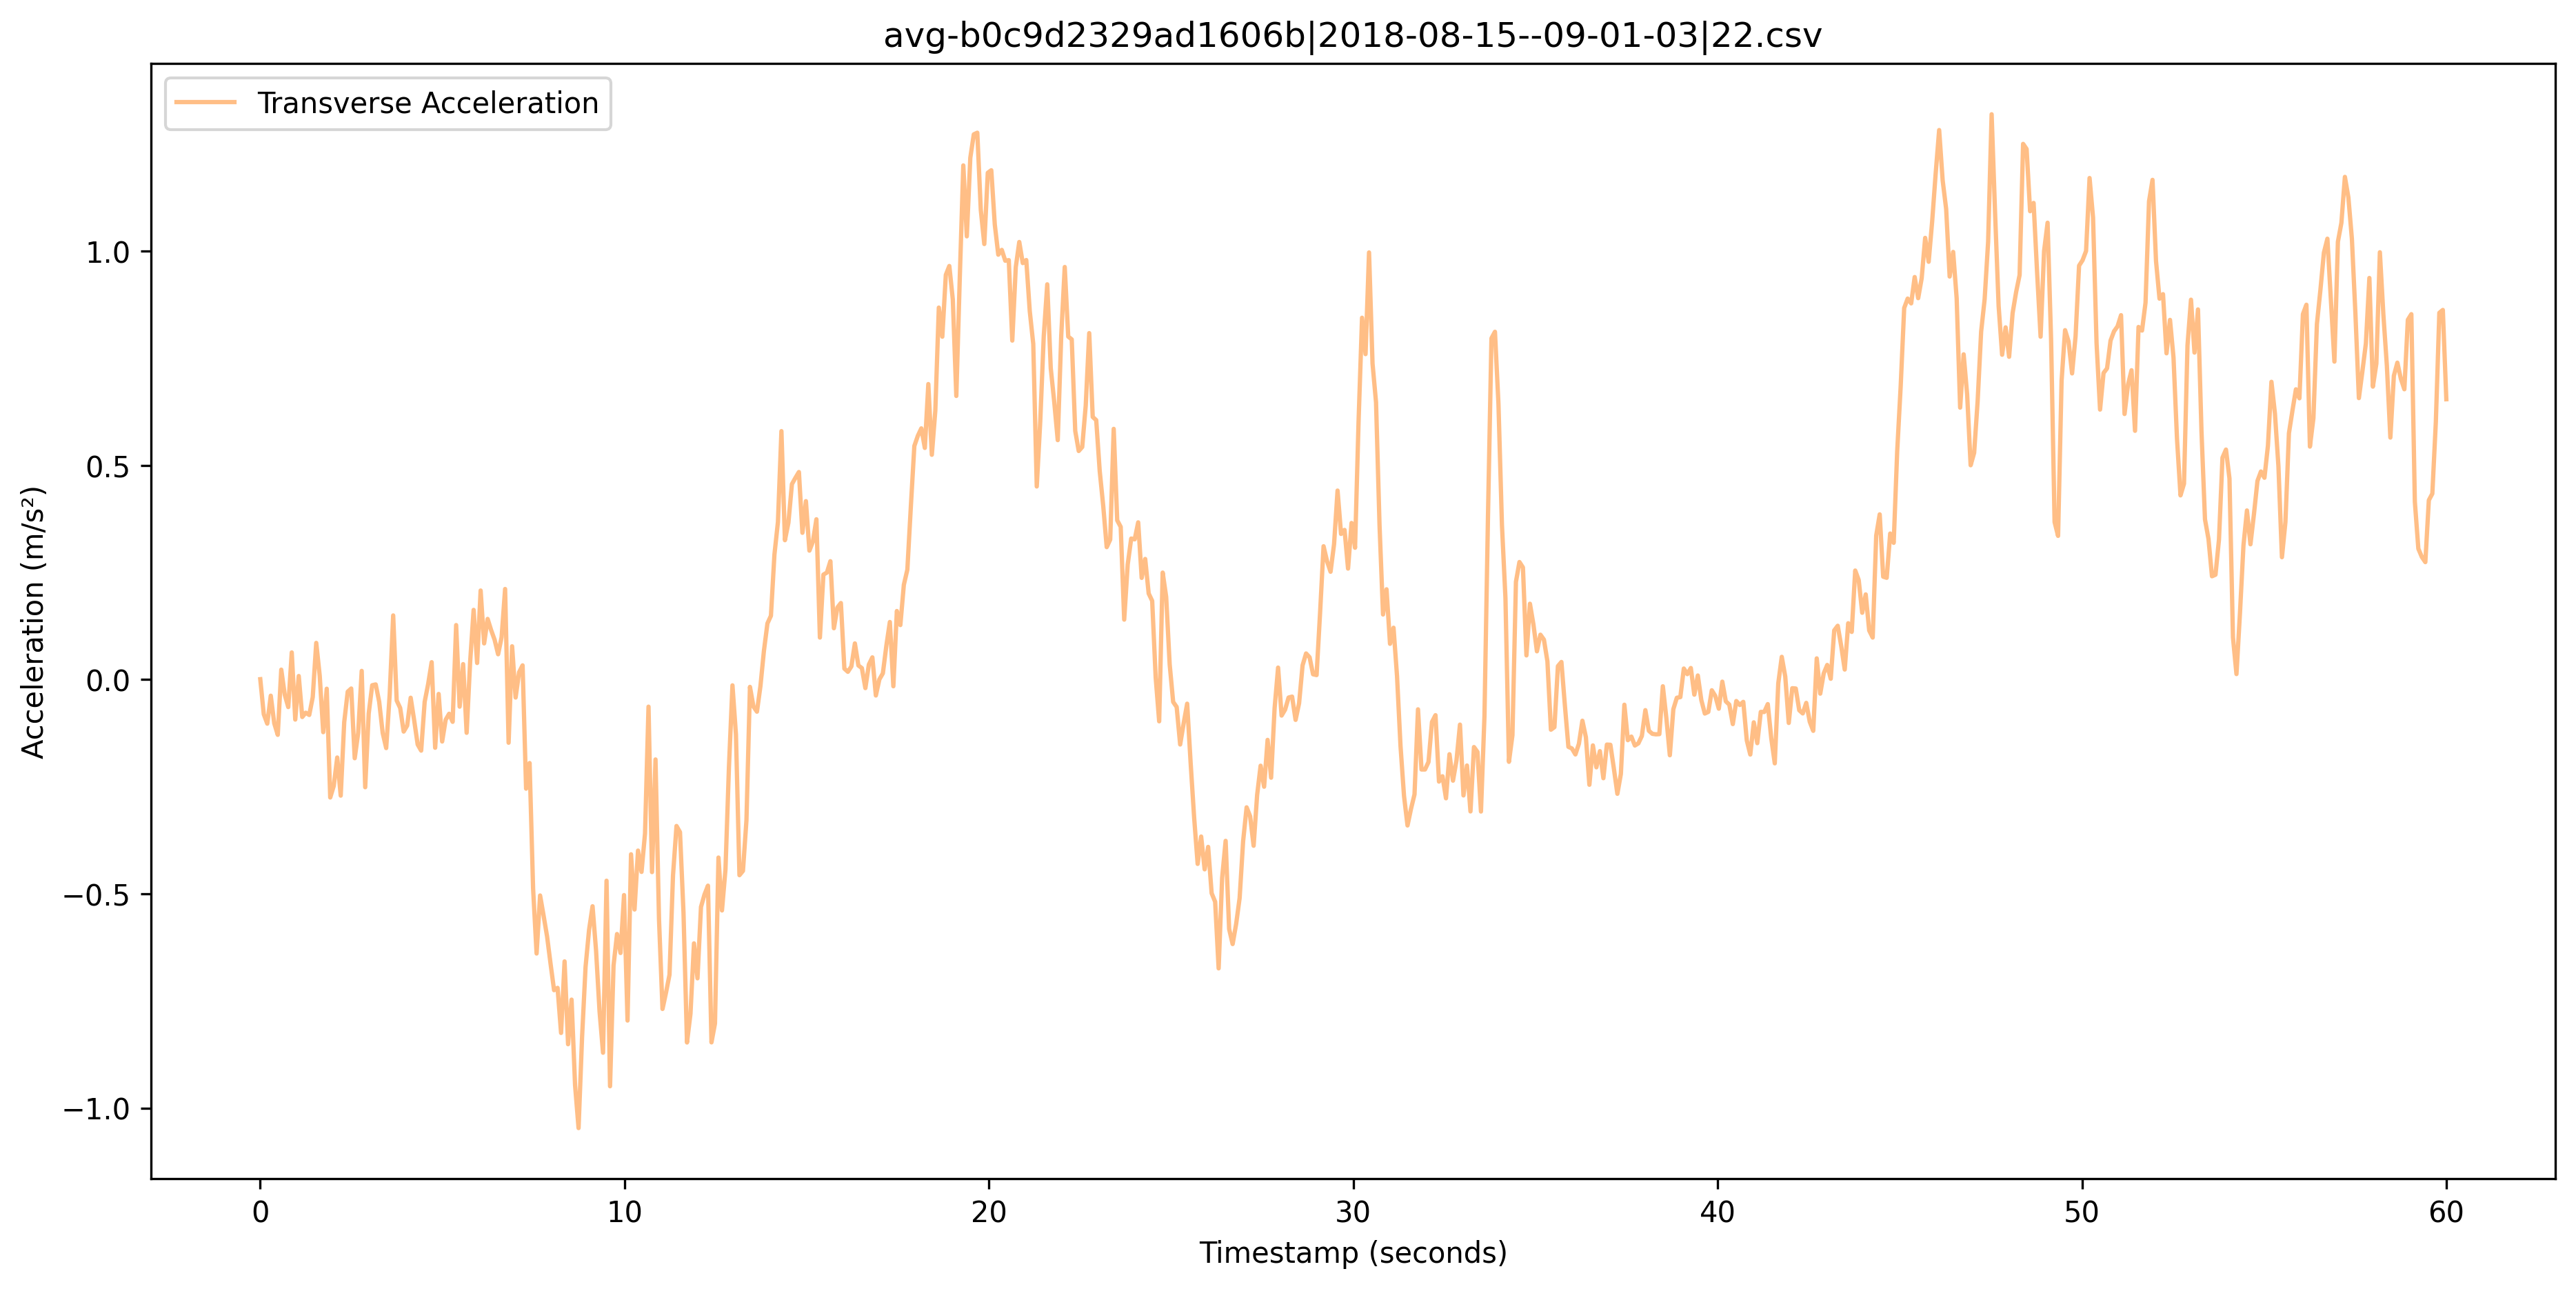 avg-b0c9d2329ad1606b|2018-08-15--09-01-03|22.csv
Transverse Acceleration
Acceleration (m/s²)
1.0
0.5
0.0
−0.5
−1.0
0 10 20 30 40 50 60
Timestamp (seconds)